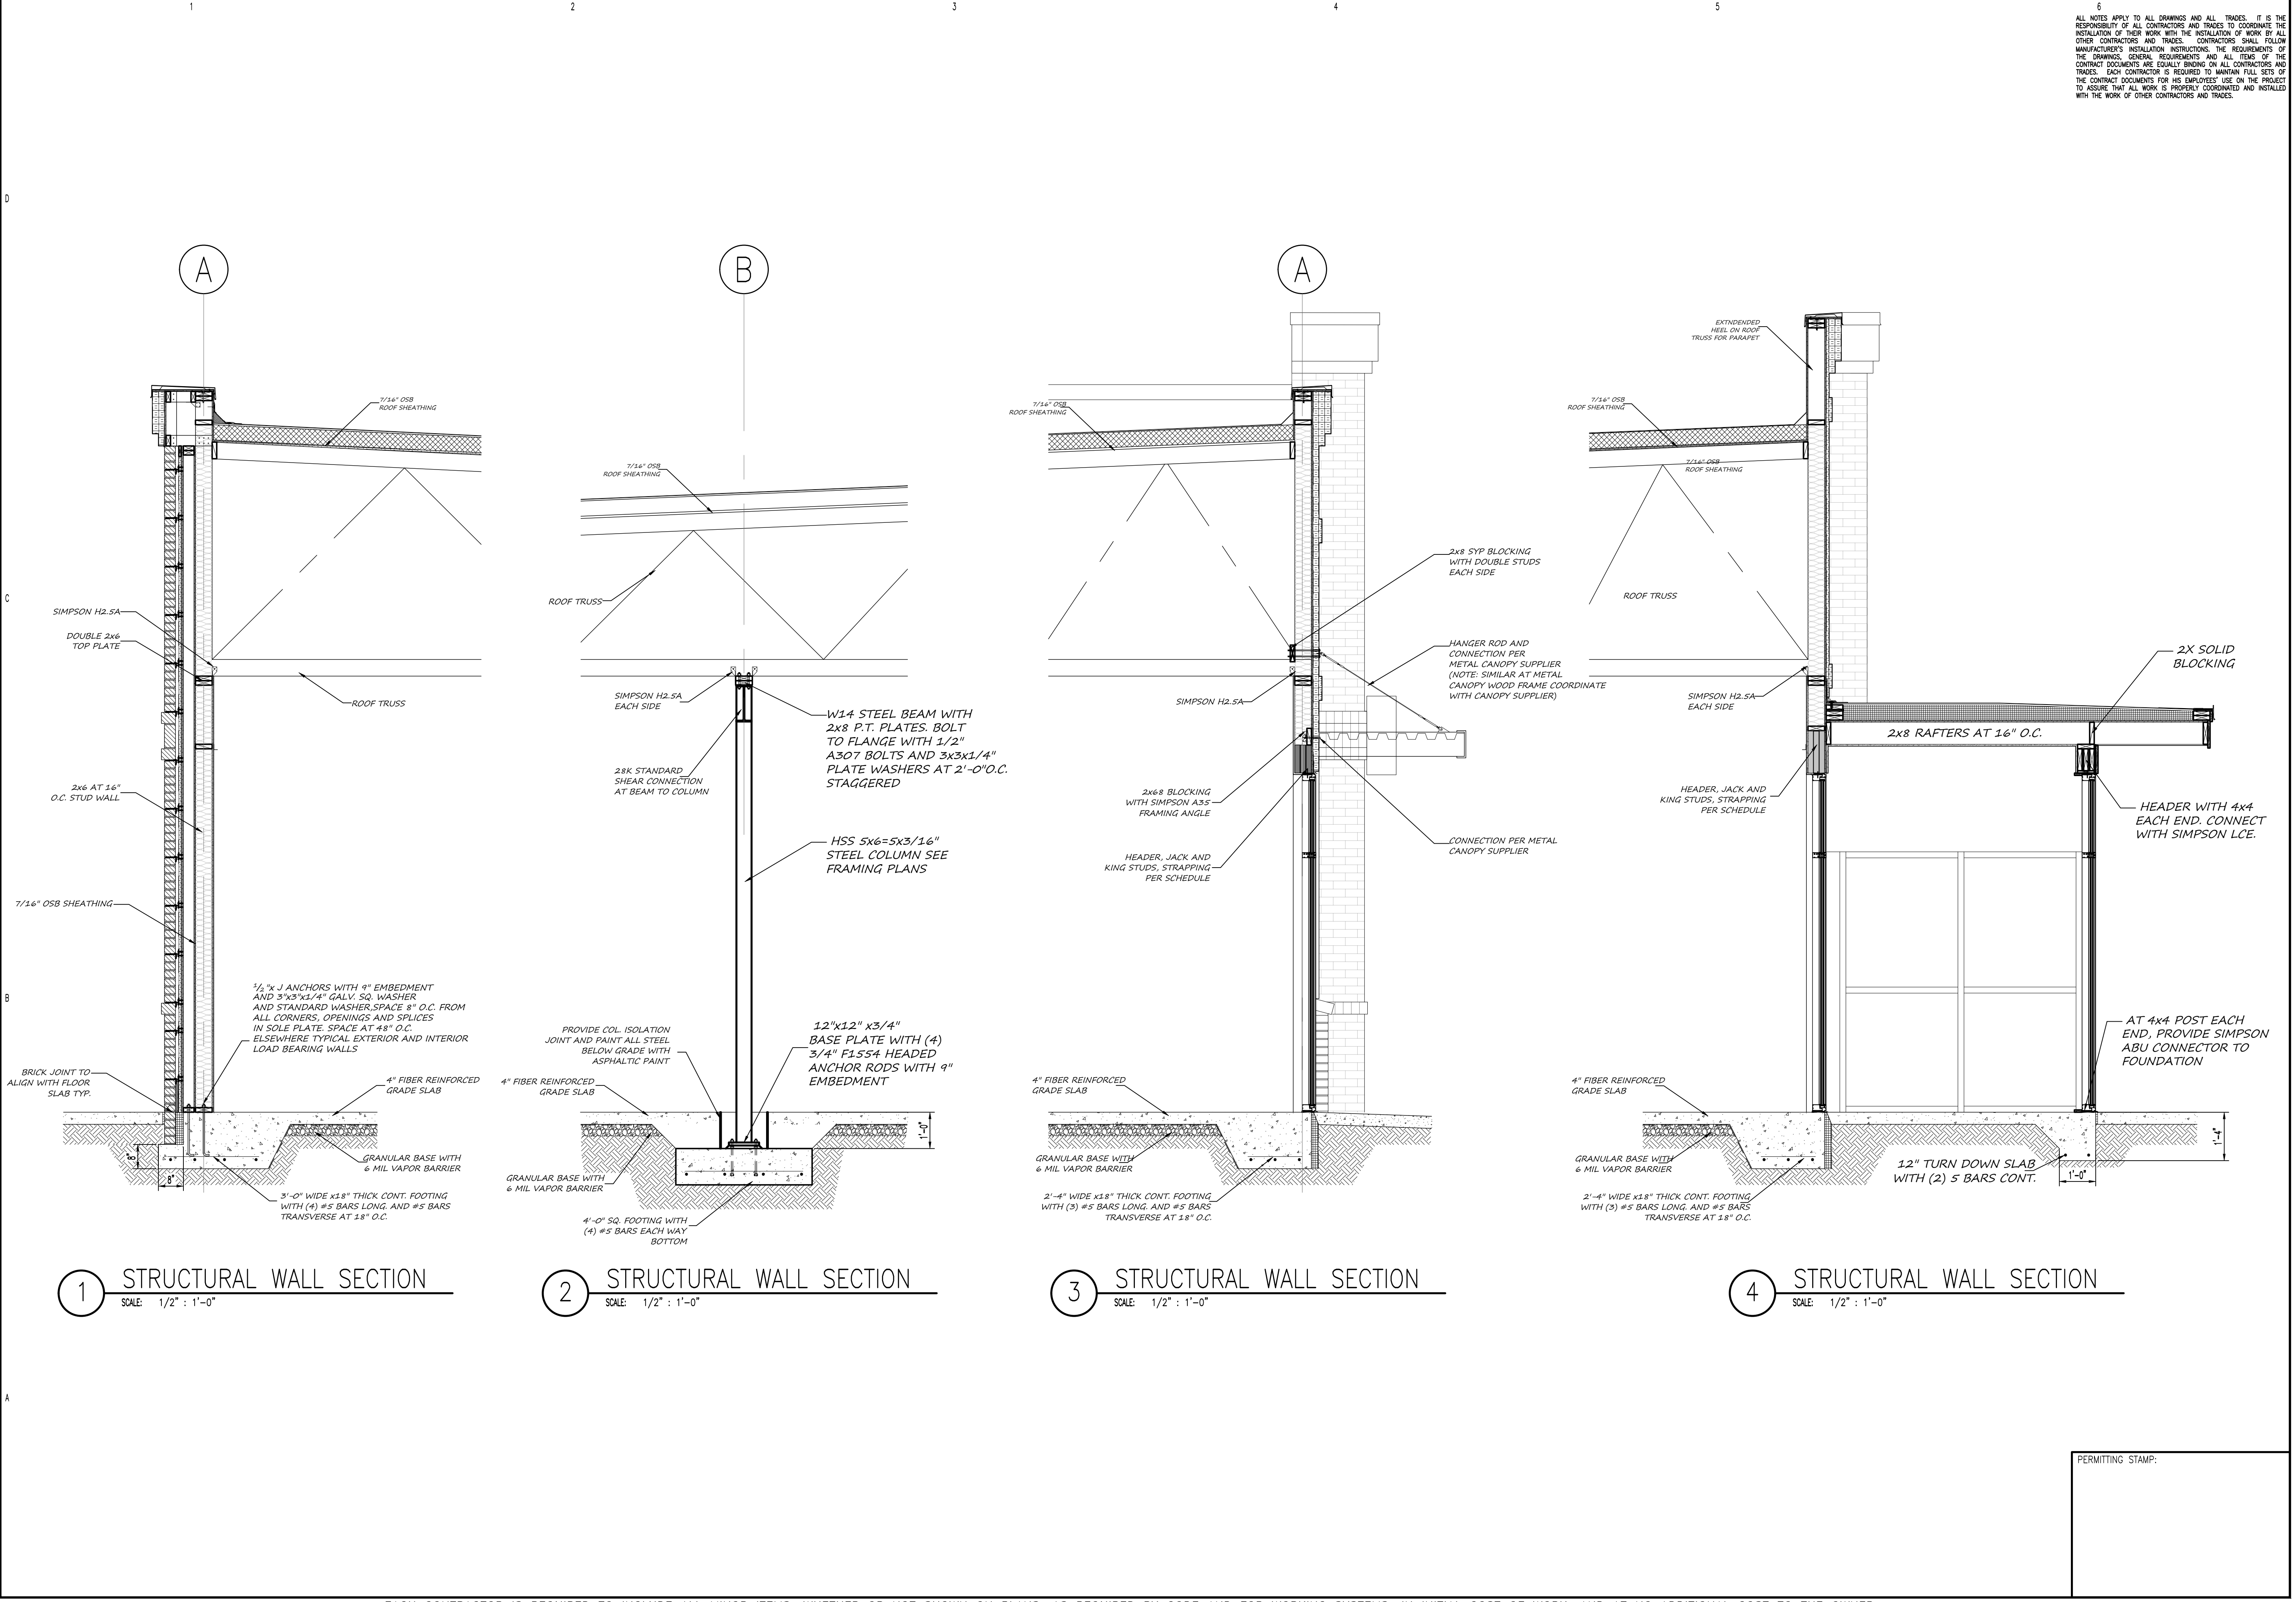 1 2 3 4 5 6
ALL NOTES APPLY TO ALL DRAWINGS AND ALL TRADES. IT IS THE
RESPONSIBILITY OF ALL CONTRACTORS AND TRADES TO COORDINATE THE
INSTALLATION OF THEIR WORK WITH THE INSTALLATION OF WORK BY ALL
OTHER CONTRACTORS AND TRADES. CONTRACTORS SHALL FOLLOW
MANUFACTURER'S INSTALLATION INSTRUCTIONS. THE REQUIREMENTS OF
THE DRAWINGS, GENERAL REQUIREMENTS AND ALL ITEMS OF THE
CONTRACT DOCUMENTS ARE EQUALLY BINDING ON ALL CONTRACTORS AND
TRADES. EACH CONTRACTOR IS REQUIRED TO MAINTAIN FULL SETS OF
THE CONTRACT DOCUMENTS FOR HIS EMPLOYEES' USE ON THE PROJECT
TO ASSURE THAT ALL WORK IS PROPERLY COORDINATED AND INSTALLED
WITH THE WORK OF OTHER CONTRACTORS AND TRADES.
D
C
B
A
A
7/16" OSB
ROOF SHEATHING
SIMPSON H2.5A
DOUBLE 2x6
TOP PLATE
ROOF TRUSS
2x6 AT 16"
O.C. STUD WALL
7/16" OSB SHEATHING
1/2 "x J ANCHORS WITH 9" EMBEDMENT
AND 3"x3"x1/4" GALV. SQ. WASHER
AND STANDARD WASHER,SPACE 8" O.C. FROM
ALL CORNERS, OPENINGS AND SPLICES
IN SOLE PLATE. SPACE AT 48" O.C.
ELSEWHERE TYPICAL EXTERIOR AND INTERIOR
LOAD BEARING WALLS
BRICK JOINT TO
ALIGN WITH FLOOR
SLAB TYP.
4" FIBER REINFORCED
GRADE SLAB
8"
8"
GRANULAR BASE WITH
6 MIL VAPOR BARRIER
3'-0" WIDE x18" THICK CONT. FOOTING
WITH (4) #5 BARS LONG. AND #5 BARS
TRANSVERSE AT 18" O.C.
1 STRUCTURAL WALL SECTION
SCALE: 1/2" : 1'-0"
B
7/16" OSB
ROOF SHEATHING
ROOF TRUSS
SIMPSON H2.5A
EACH SIDE
W14 STEEL BEAM WITH
2x8 P.T. PLATES. BOLT
TO FLANGE WITH 1/2"
A307 BOLTS AND 3x3x1/4"
PLATE WASHERS AT 2'-0"O.C.
STAGGERED
28K STANDARD
SHEAR CONNECTION
AT BEAM TO COLUMN
HSS 5x6=5x3/16"
STEEL COLUMN SEE
FRAMING PLANS
PROVIDE COL. ISOLATION
JOINT AND PAINT ALL STEEL
BELOW GRADE WITH
ASPHALTIC PAINT
12"x12" x3/4"
BASE PLATE WITH (4)
3/4" F1554 HEADED
ANCHOR RODS WITH 9"
EMBEDMENT
4" FIBER REINFORCED
GRADE SLAB
1'-0"
GRANULAR BASE WITH
6 MIL VAPOR BARRIER
4'-0" SQ. FOOTING WITH
(4) #5 BARS EACH WAY
BOTTOM
2 STRUCTURAL WALL SECTION
SCALE: 1/2" : 1'-0"
A
7/16" OSB
ROOF SHEATHING
2x8 SYP BLOCKING
WITH DOUBLE STUDS
EACH SIDE
HANGER ROD AND
CONNECTION PER
METAL CANOPY SUPPLIER
(NOTE: SIMILAR AT METAL
CANOPY WOOD FRAME COORDINATE
WITH CANOPY SUPPLIER)
SIMPSON H2.5A
2x68 BLOCKING
WITH SIMPSON A35
FRAMING ANGLE
CONNECTION PER METAL
CANOPY SUPPLIER
HEADER, JACK AND
KING STUDS, STRAPPING
PER SCHEDULE
4" FIBER REINFORCED
GRADE SLAB
GRANULAR BASE WITH
6 MIL VAPOR BARRIER
2'-4" WIDE x18" THICK CONT. FOOTING
WITH (3) #5 BARS LONG. AND #5 BARS
TRANSVERSE AT 18" O.C.
3 STRUCTURAL WALL SECTION
SCALE: 1/2" : 1'-0"
EXTNDENDED
HEEL ON ROOF
TRUSS FOR PARAPET
7/16" OSB
ROOF SHEATHING
7/16" OSB
ROOF SHEATHING
ROOF TRUSS
SIMPSON H2.5A
EACH SIDE
2X SOLID
BLOCKING
2x8 RAFTERS AT 16" O.C.
HEADER, JACK AND
KING STUDS, STRAPPING
PER SCHEDULE
HEADER WITH 4x4
EACH END. CONNECT
WITH SIMPSON LCE.
AT 4x4 POST EACH
END, PROVIDE SIMPSON
ABU CONNECTOR TO
FOUNDATION
4" FIBER REINFORCED
GRADE SLAB
1'-4"
GRANULAR BASE WITH
6 MIL VAPOR BARRIER
12" TURN DOWN SLAB
WITH (2) 5 BARS CONT.
1'-0"
2'-4" WIDE x18" THICK CONT. FOOTING
WITH (3) #5 BARS LONG. AND #5 BARS
TRANSVERSE AT 18" O.C.
4 STRUCTURAL WALL SECTION
SCALE: 1/2" : 1'-0"
PERMITTING STAMP: